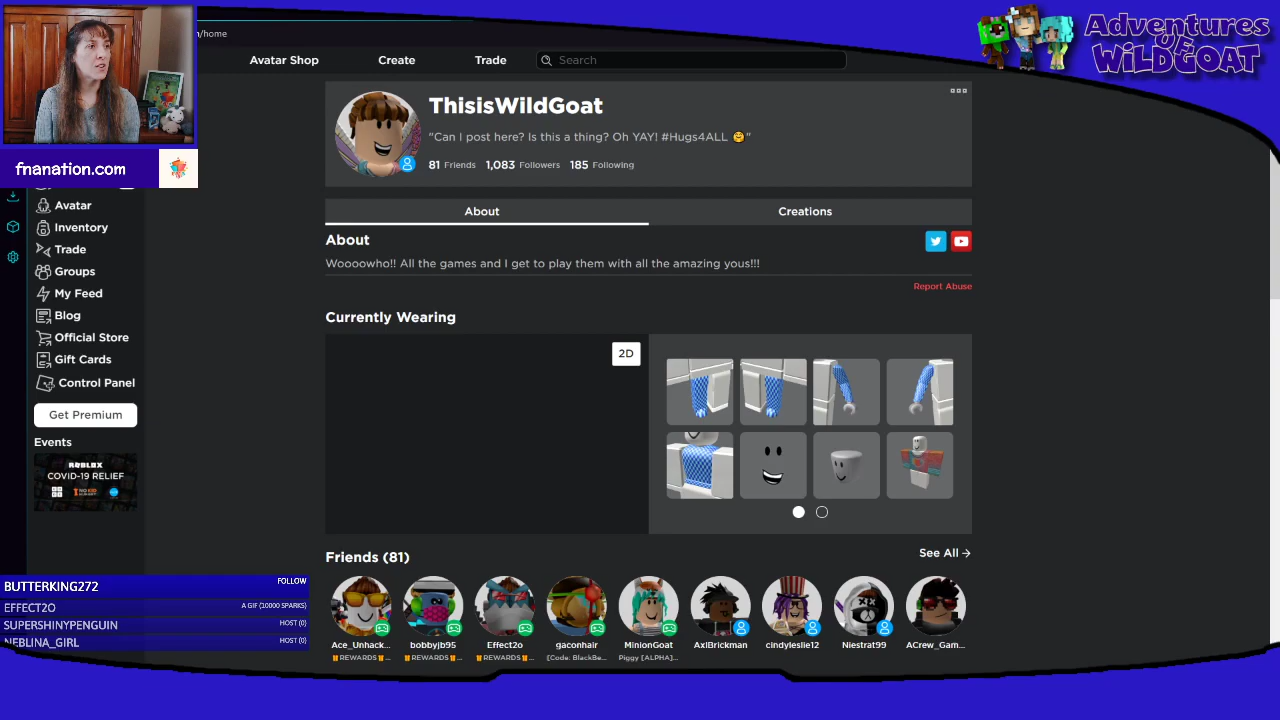 /home
Adventures
OF
WILDGOAT
Avatar Shop
Create
Trade
Search
ThisisWildGoat
"Can I post here? Is this a thing? Oh YAY! #Hugs4ALL 🤗"
81 Friends 1,083 Followers 185 Following
fnanation.com
Avatar
Inventory
Trade
Groups
My Feed
Blog
Official Store
Gift Cards
Control Panel
Get Premium
Events
ROBLOX
COVID-19 RELIEF
About
Creations
About
Woooowho!! All the games and I get to play them with all the amazing yous!!!
Report Abuse
Currently Wearing
2D
Friends (81)
See All →
Ace_Unhack... bobbyjb95 Effect2o gaconhair MinionGoat AxlBrickman cindyleslie12 Niestrat99 ACrew_Gam...
REWARDS ... REWARDS ... REWARDS ... [Code: BlackBe... Piggy [ALPHA]...
BUTTERKING272 FOLLOW
EFFECT2O A GIF (10000 SPARKS)
SUPERSHINYPENGUIN HOST (0)
NEBLINA_GIRL HOST (0)